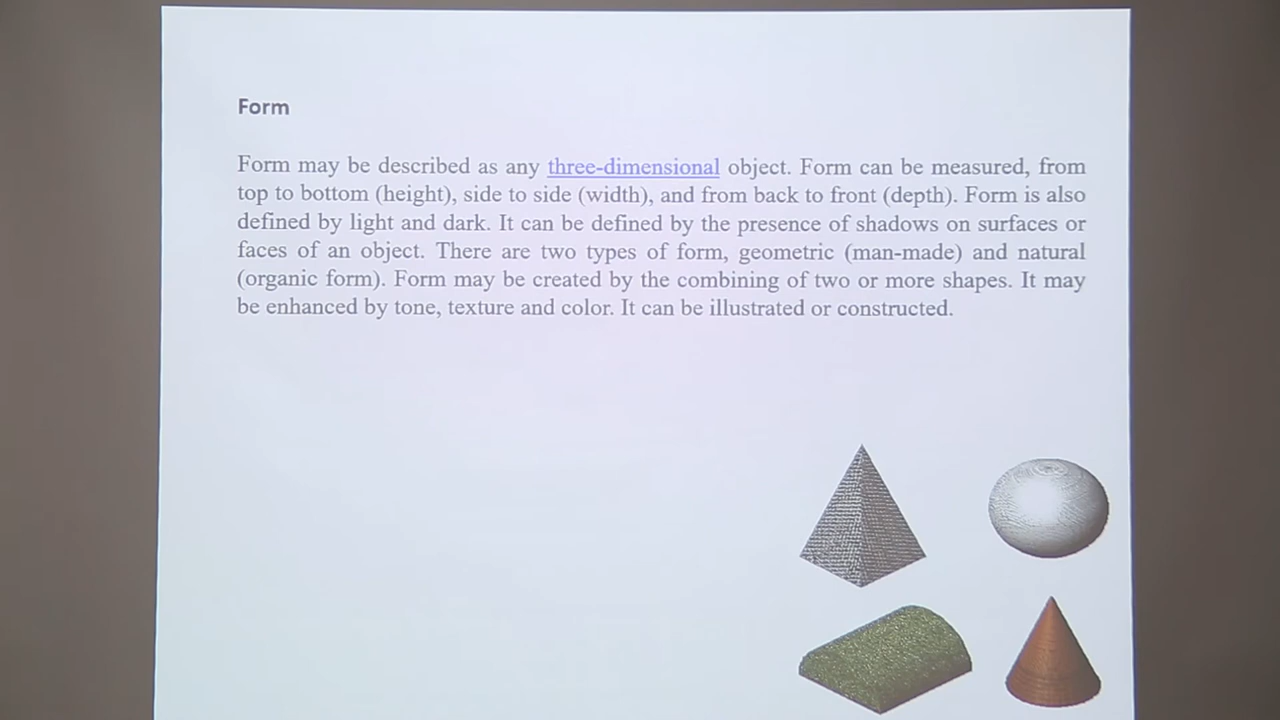 Form
Form may be described as any three-dimensional object. Form can be measured, from
top to bottom (height), side to side (width), and from back to front (depth). Form is also
defined by light and dark. It can be defined by the presence of shadows on surfaces or
faces of an object. There are two types of form, geometric (man-made) and natural
(organic form). Form may be created by the combining of two or more shapes. It may
be enhanced by tone, texture and color. It can be illustrated or constructed.